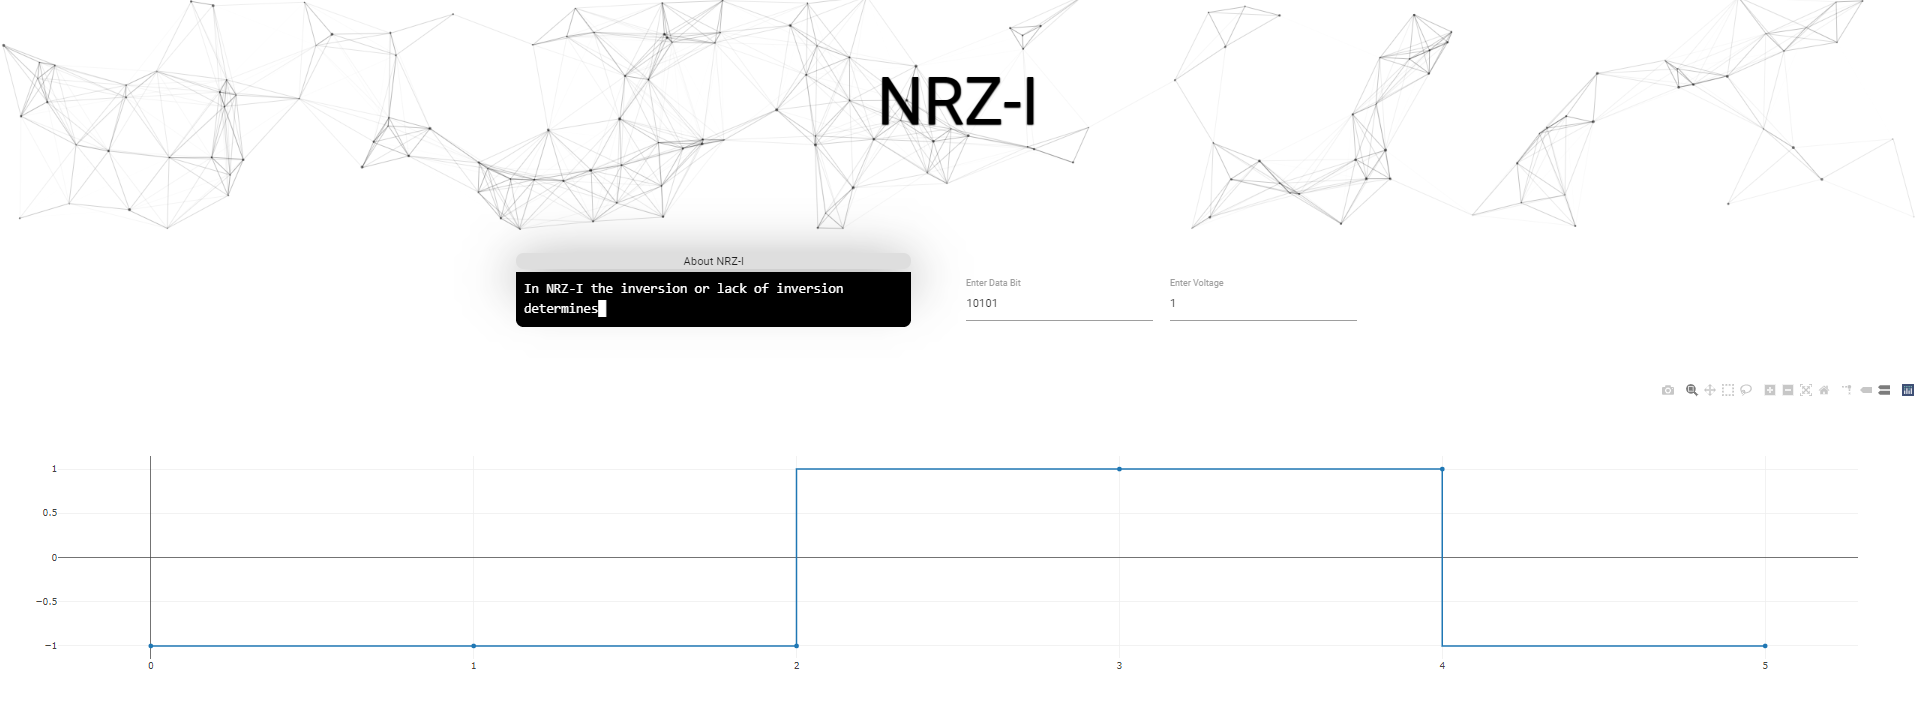 NRZ-I
About NRZ-I
In NRZ-I the inversion or lack of inversion
determines
Enter Data Bit
10101
Enter Voltage
1
1
0.5
0
−0.5
−1
0 1 2 3 4 5